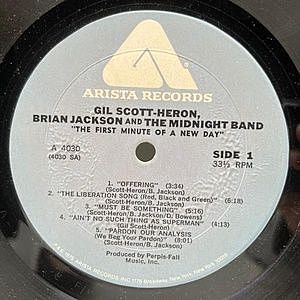 ARISTA RECORDS
GIL SCOTT-HERON,
BRIAN JACKSON AND THE MIDNIGHT BAND
"THE FIRST MINUTE OF A NEW DAY"
A 4030
(4030 SA)
SIDE 1
33⅓ RPM
1. "OFFERING" (3:34)
(Scott-Heron/B. Jackson)
2. "THE LIBERATION SONG (Red, Black and Green)" (6:18)
(Scott-Heron/B. Jackson)
3. "MUST BE SOMETHING" (5:16)
(Scott-Heron/B. Jackson/D. Bowens)
4. "AIN'T NO SUCH THING AS SUPERMAN" (4:13)
(Gil Scott-Heron)
5. "PARDON OUR ANALYSIS
(We Beg Your Pardon)" (8:01)
(Scott-Heron/B. Jackson)
Produced by Perpis-Fall
Music, Inc.